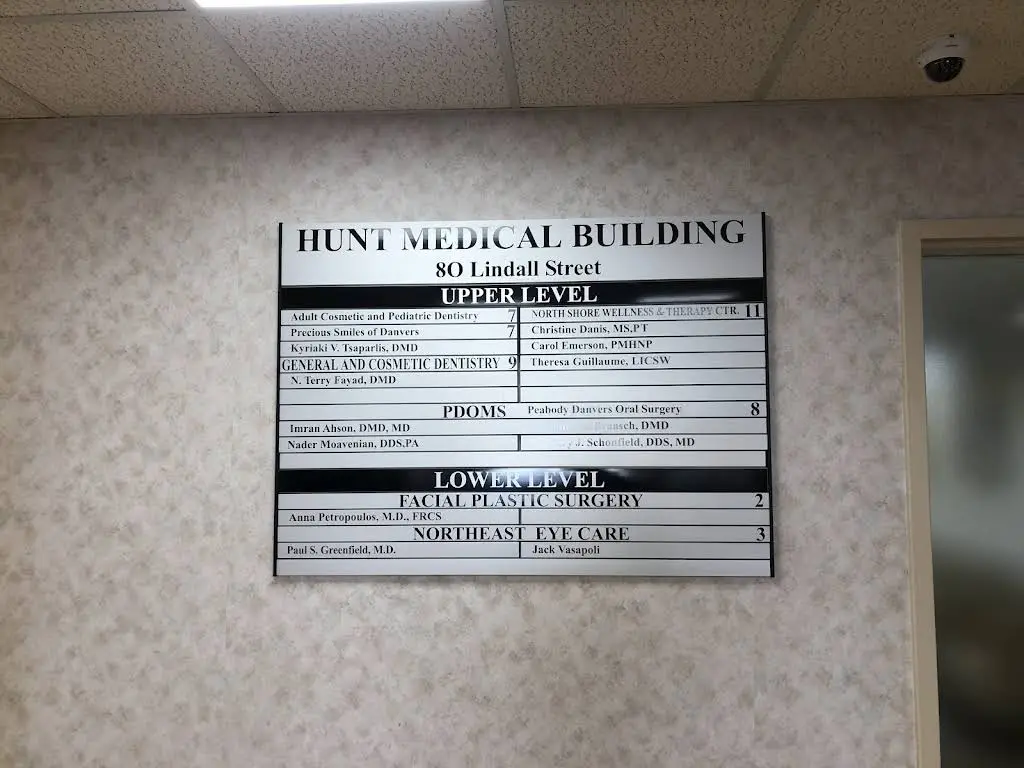 HUNT MEDICAL BUILDING
80 Lindall Street
UPPER LEVEL
Adult Cosmetic and Pediatric Dentistry 7
Precious Smiles of Danvers 7
Kyriaki V. Tsaparlis, DMD
GENERAL AND COSMETIC DENTISTRY 9
N. Terry Fayad, DMD
NORTH SHORE WELLNESS & THERAPY CTR. 11
Christine Danis, MS,PT
Carol Emerson, PMHNP
Theresa Guillaume, LICSW
PDOMS Peabody Danvers Oral Surgery 8
Imran Ahson, DMD, MD
DMD
Nader Moavenian, DDS,PA
J. Schonfield, DDS, MD
LOWER LEVEL
FACIAL PLASTIC SURGERY 2
Anna Petropoulos, M.D., FRCS
NORTHEAST EYE CARE 3
Paul S. Greenfield, M.D.
Jack Vasapoli